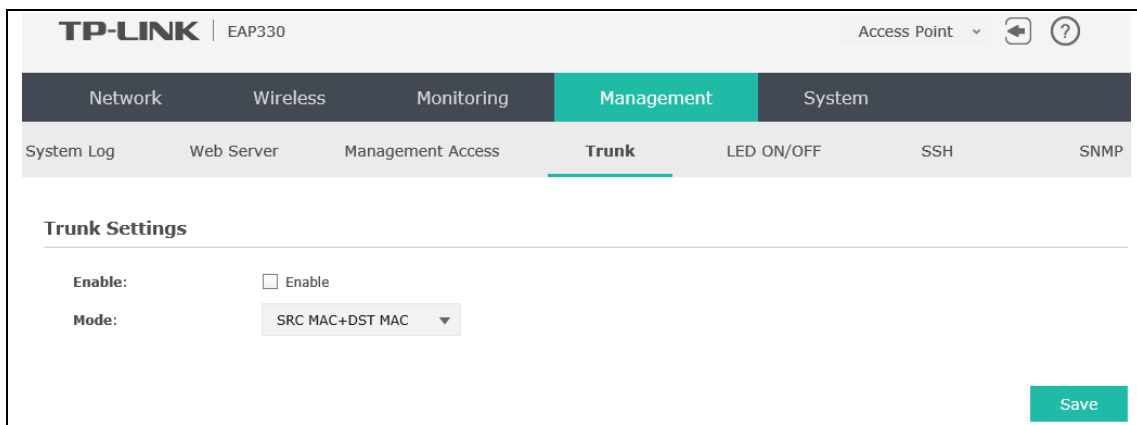 TP-LINK | EAP330 Access Point ?
Network Wireless Monitoring Management System
System Log Web Server Management Access Trunk LED ON/OFF SSH SNMP
Trunk Settings
Enable: Enable
Mode: SRC MAC+DST MAC
Save